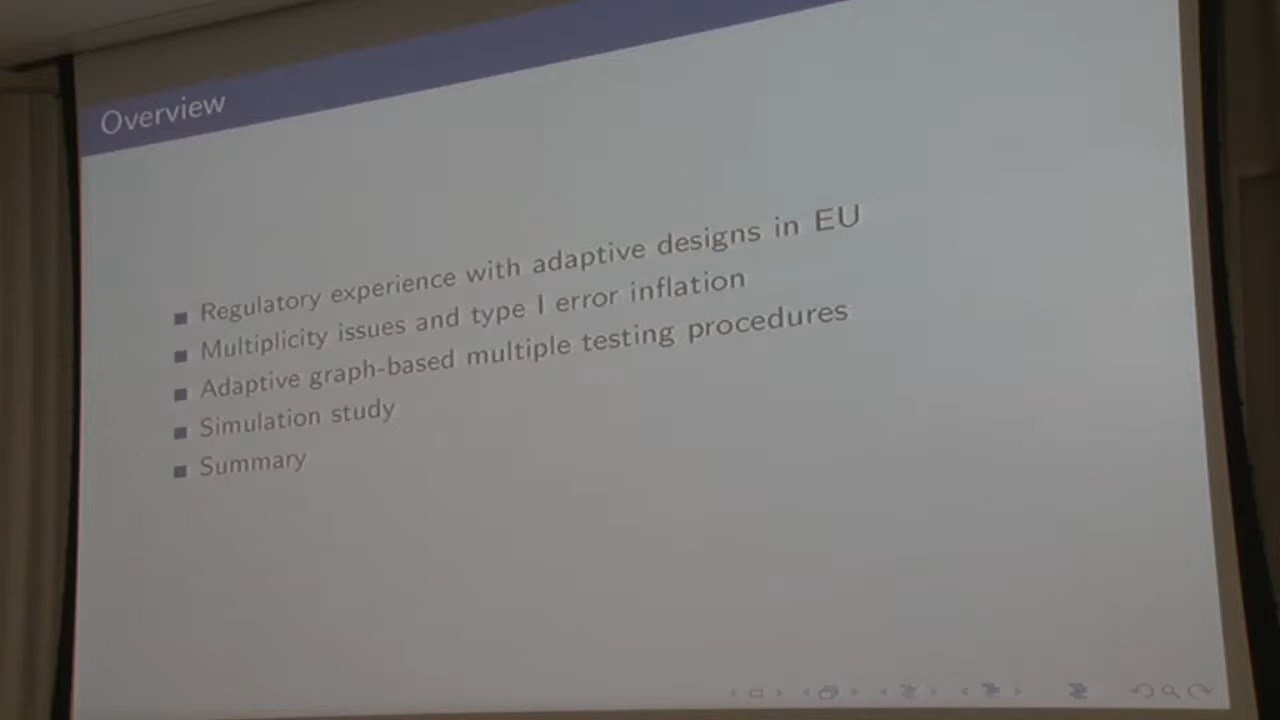 Overview
Regulatory experience with adaptive designs in EU
Multiplicity issues and type I error inflation
Adaptive graph-based multiple testing procedures
Simulation study
Summary